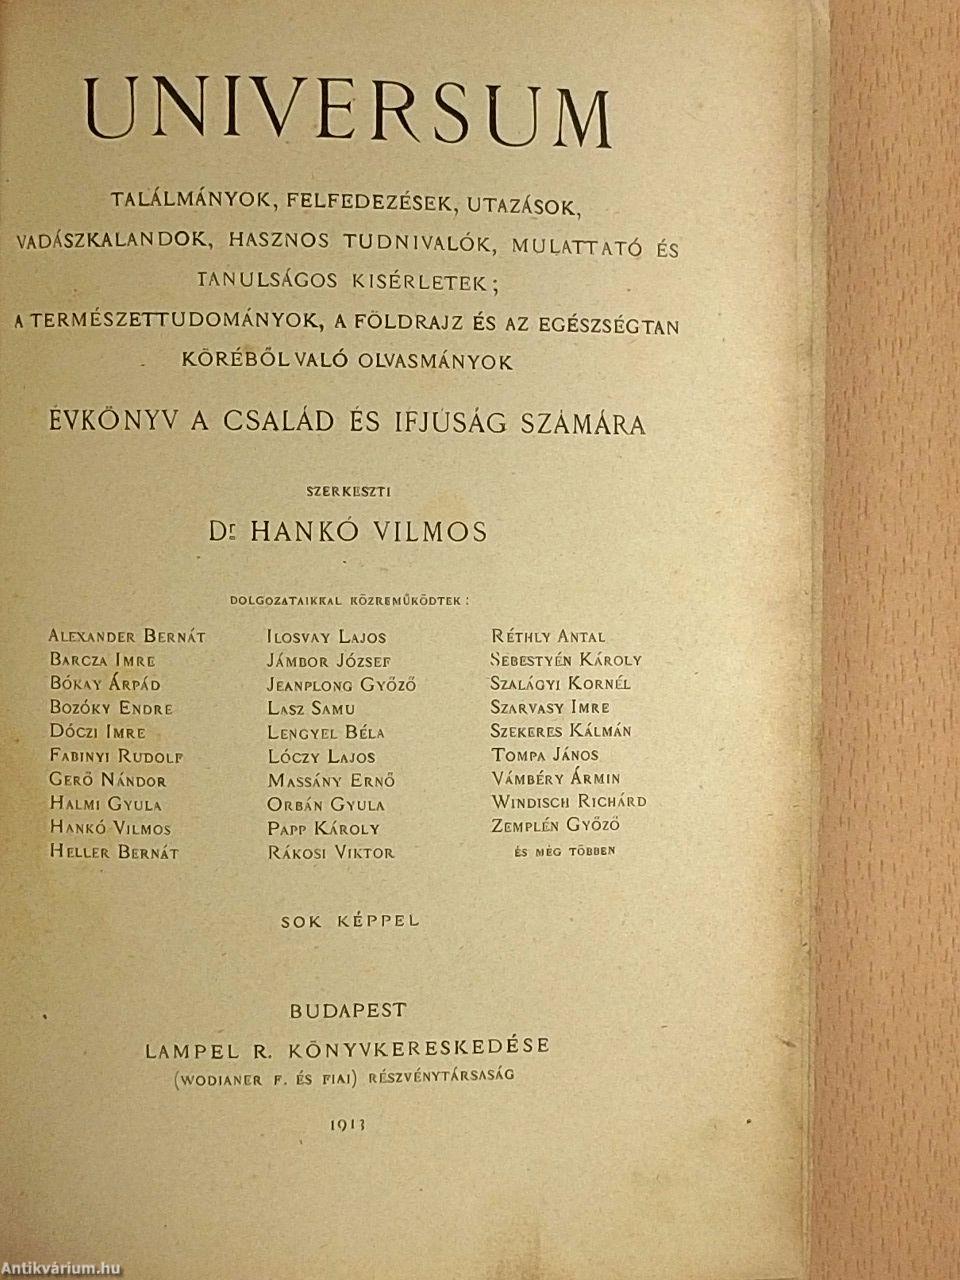 UNIVERSUM
TALÁLMÁNYOK, FELFEDEZÉSEK, UTAZÁSOK,
VADÁSZKALANDOK, HASZNOS TUDNIVALÓK, MULATTATÓ ÉS
TANULSÁGOS KISÉRLETEK;
A TERMÉSZETTUDOMÁNYOK, A FÖLDRAJZ ÉS AZ EGÉSZSÉGTAN
KÖRÉBŐL VALÓ OLVASMÁNYOK
ÉVKÖNYV A CSALÁD ÉS IFJÚSÁG SZÁMÁRA
SZERKESZTI
Dr HANKÓ VILMOS
DOLGOZATAIKKAL KÖZREMŰKÖDTEK:
ALEXANDER BERNÁT
BARCZA IMRE
BÓKAY ÁRPÁD
BOZÓKY ENDRE
DÓCZI IMRE
FABINYI RUDOLF
GERŐ NÁNDOR
HALMI GYULA
HANKÓ VILMOS
HELLER BERNÁT
ILOSVAY LAJOS
JÁMBOR JÓZSEF
JEANPLONG GYŐZŐ
LASZ SAMU
LENGYEL BÉLA
LÓCZY LAJOS
MASSÁNY ERNŐ
ORBÁN GYULA
PAPP KÁROLY
RÁKOSI VIKTOR
RÉTHLY ANTAL
SEBESTYÉN KÁROLY
SZALÁGYI KORNÉL
SZARVASY IMRE
SZEKERES KÁLMÁN
TOMPA JÁNOS
VÁMBÉRY ÁRMIN
WINDISCH RICHÁRD
ZEMPLÉN GYŐZŐ
ÉS MÉG TÖBBEN
SOK KÉPPEL
BUDAPEST
LAMPEL R. KÖNYVKERESKEDÉSE
(WODIANER F. ÉS FIAI) RÉSZVÉNYTÁRSASÁG
1913
Antikvárium.hu